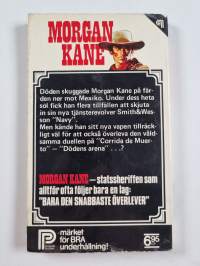 MORGAN
KANE
Döden skuggade Morgan Kane på fär-
den ner mot Mexiko. Under dess heta
sol fick han flera tillfällen att skjuta
in sin nya tjänsterevolver Smith&Wes-
son "Navy".
Men kände han sitt nya vapen tillräck-
ligt väl för att också överleva den våld-
samma duellen på "Corrida de Muer-
to" – "Dödens arena" . . .?
MORGAN KANE – statssheriffen som
alltför ofta följer bara en lag:
"BARA DEN SNABBASTE ÖVERLEVER"
P
märket
för BRA
underhållning!
6:95